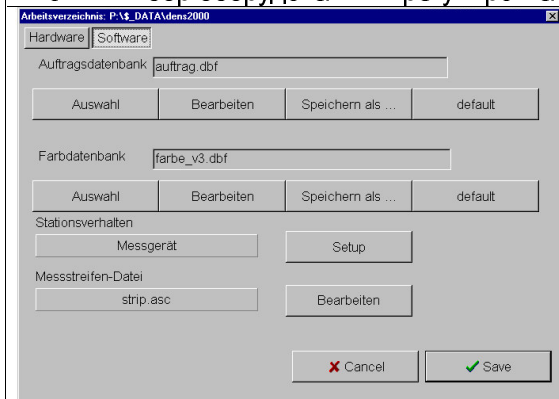 Arbeitsverzeichnis: P:\$_DATA\dens2000
Hardware Software
Auftragsdatenbank auftrag.dbf
Auswahl Bearbeiten Speichern als ... default
Farbdatenbank farbe_v3.dbf
Auswahl Bearbeiten Speichern als ... default
Stationsverhalten
Messgerät Setup
Messstreifen-Datei
strip.asc Bearbeiten
Cancel Save